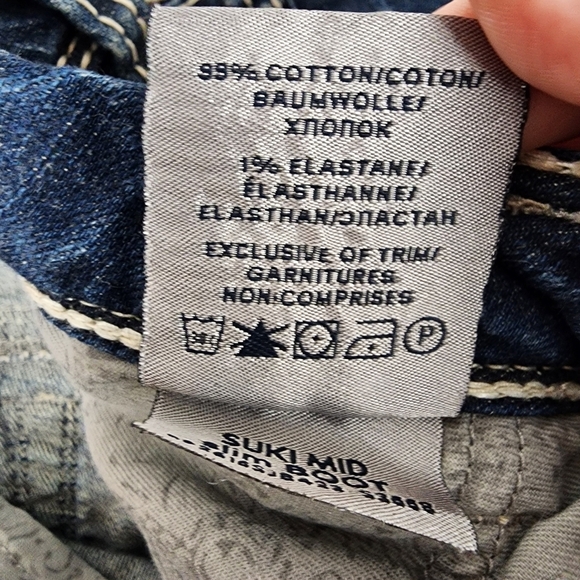 99% COTTON/COTON/
BAUMWOLLE/
ХЛОПОК
1% ELASTANE/
ÉLASTHANNE/
ELASTHAN/ЭЛАСТАН
EXCLUSIVE OF TRIM/
GARNITURES
NON COMPRISES
P
SUKI MID
slim BOOT